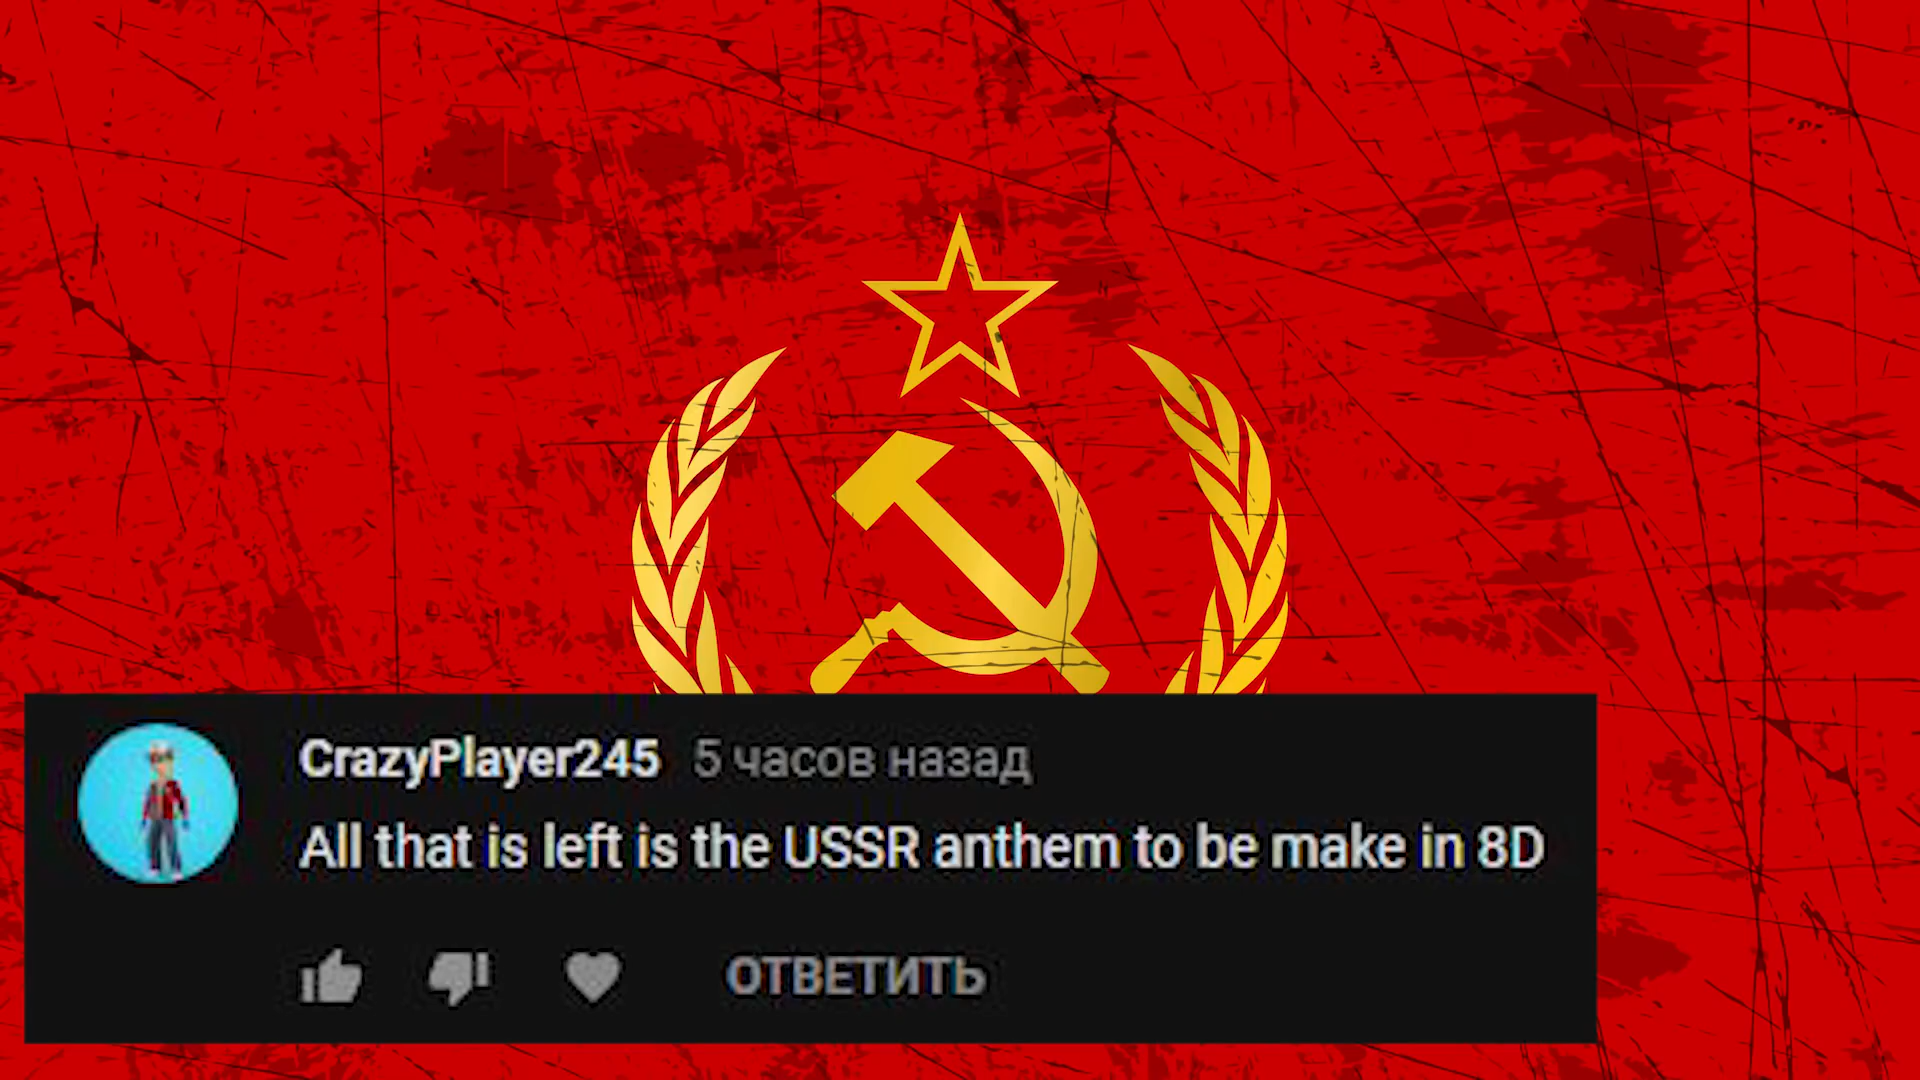 CrazyPlayer245 5 часов назад
All that is left is the USSR anthem to be make in 8D
ОТВЕТИТЬ